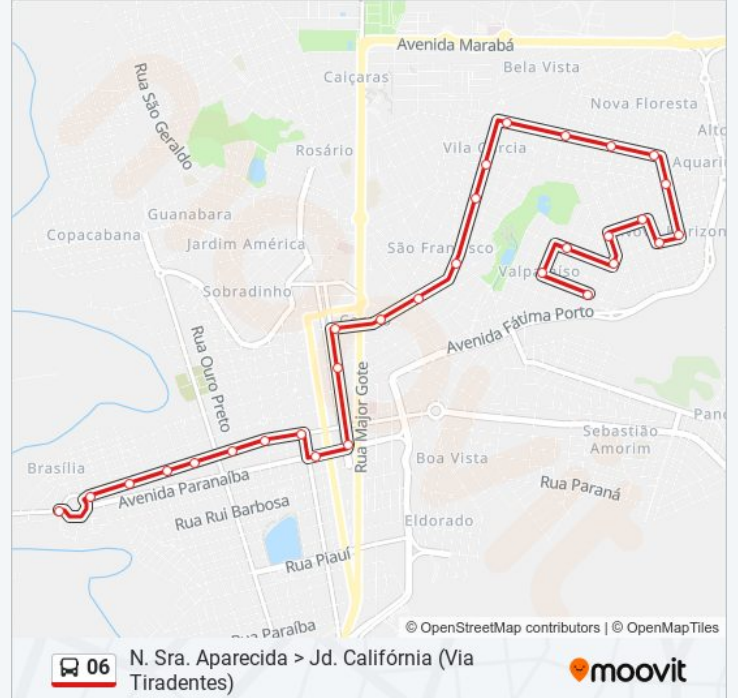 Avenida Marabá
Caiçaras
Bela Vista
Rua São Geraldo
Nova Floresta
Rosário
Vila Garcia
Alto
Aquari
Guanabara
Copacabana
Jardim América
São Francisco
Valparaíso
Sobradinho
Avenida Fátima Porto
Rua Ouro Preto
Rua Major Gote
Sebastião
Amorim
Boa Vista
Brasília
Avenida Paranaíba
Rua Paraná
Rua Rui Barbosa
Eldorado
Rua Piauí
Rua Paraíba
© OpenStreetMap contributors | © OpenMapTiles
06 N. Sra. Aparecida > Jd. Califórnia (Via
Tiradentes)
moovit